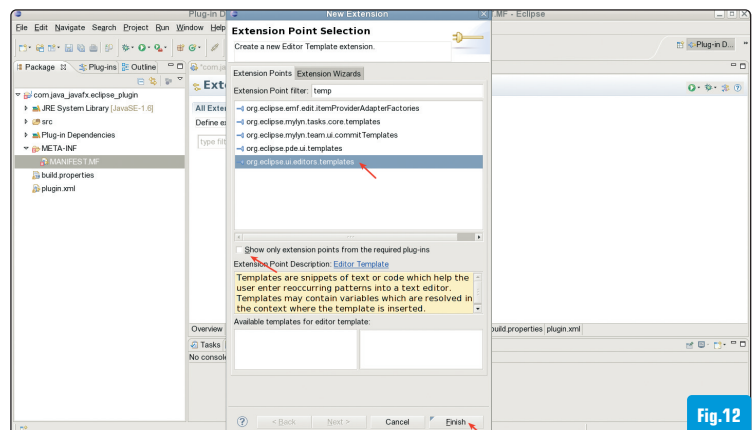 Plug-in D
New Extension
.MF - Eclipse
File Edit Navigate Search Project Run Window Help
Extension Point Selection
Create a new Editor Template extension.
Plug-in D...
Package Plug-ins Outline
*com.ja
Exte
com.java_javafx.eclipse_plugin
JRE System Library [JavaSE-1.6]
src
Plug-in Dependencies
META-INF
MANIFEST.MF
build.properties
plugin.xml
All Exten
Define e
type filt
Extension Points Extension Wizards
Extension Point filter: temp
org.eclipse.emf.edit.itemProviderAdapterFactories
org.eclipse.mylyn.tasks.core.templates
org.eclipse.mylyn.team.ui.commitTemplates
org.eclipse.pde.ui.templates
org.eclipse.ui.editors.templates
Show only extension points from the required plug-ins
Extension Point Description: Editor Template
Templates are snippets of text or code which help the
user enter reoccurring patterns into a text editor.
Templates may contain variables which are resolved in
the context where the template is inserted.
Available templates for editor template:
Overview
build.properties plugin.xml
Tasks
No console
< Back Next > Cancel Finish
Fig.12